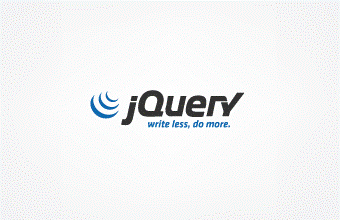 jQuery
write less, do more.